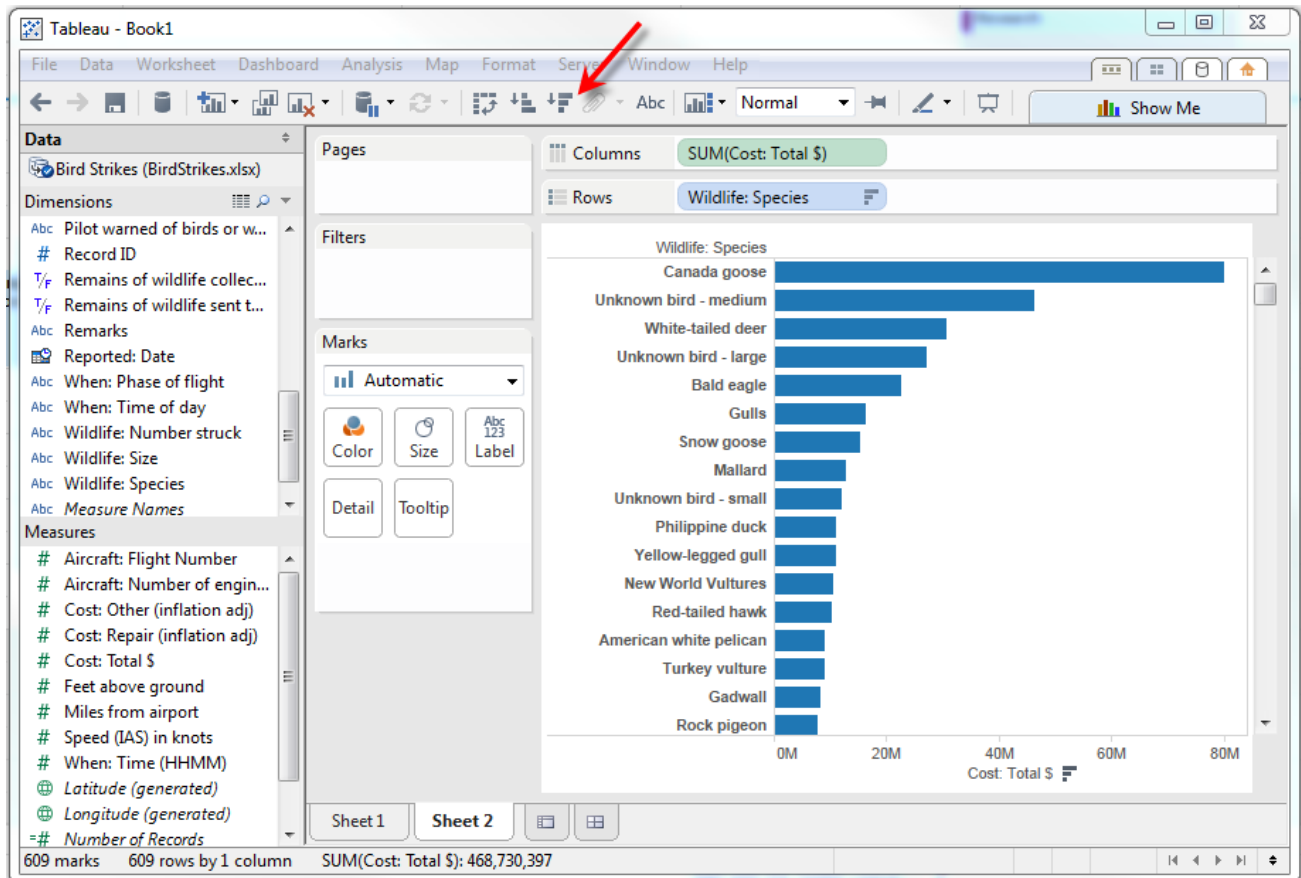 Tableau - Book1
File Data Worksheet Dashboard Analysis Map Format Server Window Help
Abc Normal Show Me
Data
Bird Strikes (BirdStrikes.xlsx)
Dimensions
Abc Pilot warned of birds or w...
# Record ID
T/F Remains of wildlife collec...
T/F Remains of wildlife sent t...
Abc Remarks
Reported: Date
Abc When: Phase of flight
Abc When: Time of day
Abc Wildlife: Number struck
Abc Wildlife: Size
Abc Wildlife: Species
Abc Measure Names
Measures
# Aircraft: Flight Number
# Aircraft: Number of engin...
# Cost: Other (inflation adj)
# Cost: Repair (inflation adj)
# Cost: Total $
# Feet above ground
# Miles from airport
# Speed (IAS) in knots
# When: Time (HHMM)
Latitude (generated)
Longitude (generated)
=# Number of Records
Pages
Filters
Marks
Automatic
Color Size Abc 123 Label
Detail Tooltip
Columns SUM(Cost: Total $)
Rows Wildlife: Species
Wildlife: Species
Canada goose
Unknown bird - medium
White-tailed deer
Unknown bird - large
Bald eagle
Gulls
Snow goose
Mallard
Unknown bird - small
Philippine duck
Yellow-legged gull
New World Vultures
Red-tailed hawk
American white pelican
Turkey vulture
Gadwall
Rock pigeon
0M 20M 40M 60M 80M
Cost: Total $
Sheet 1 Sheet 2
609 marks 609 rows by 1 column SUM(Cost: Total $): 468,730,397